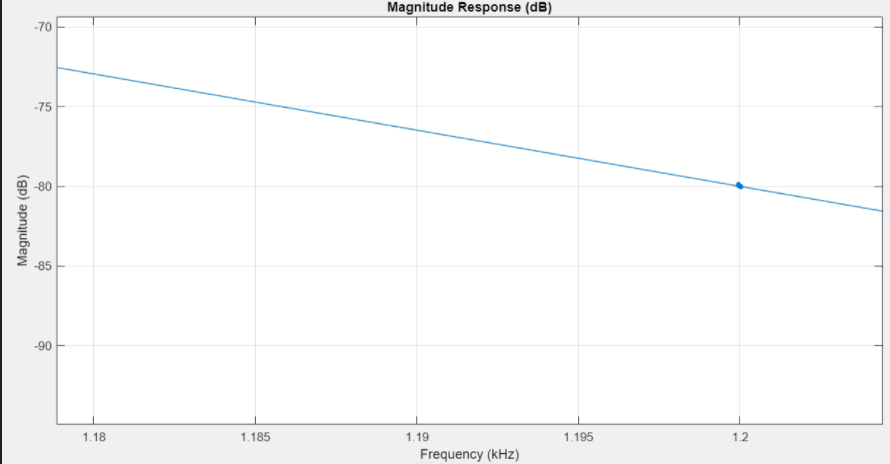 Magnitude Response (dB)
Magnitude (dB)
-70
-75
-80
-85
-90
1.18 1.185 1.19 1.195 1.2
Frequency (kHz)